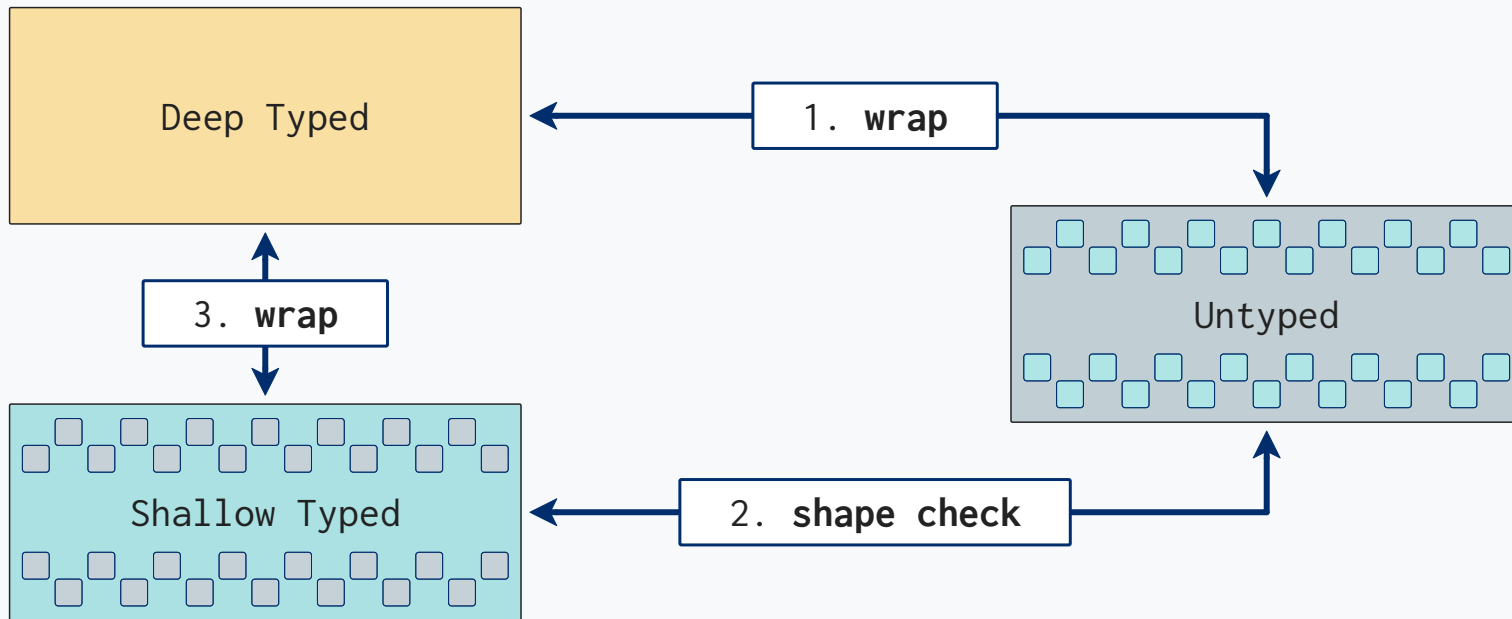 Deep Typed
1. wrap
3. wrap
Untyped
Shallow Typed
2. shape check